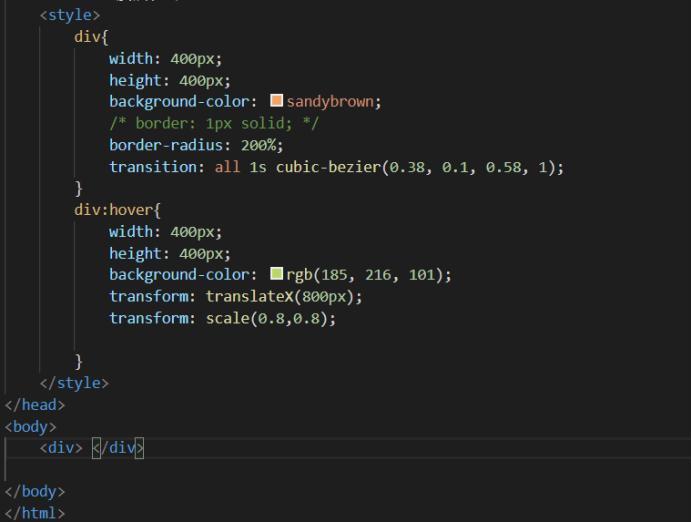 <style>
div{
width: 400px;
height: 400px;
background-color: sandybrown;
/* border: 1px solid; */
border-radius: 200%;
transition: all 1s cubic-bezier(0.38, 0.1, 0.58, 1);
}
div:hover{
width: 400px;
height: 400px;
background-color: rgb(185, 216, 101);
transform: translateX(800px);
transform: scale(0.8,0.8);
}
</style>
</head>
<body>
<div> </div>
</body>
</html>